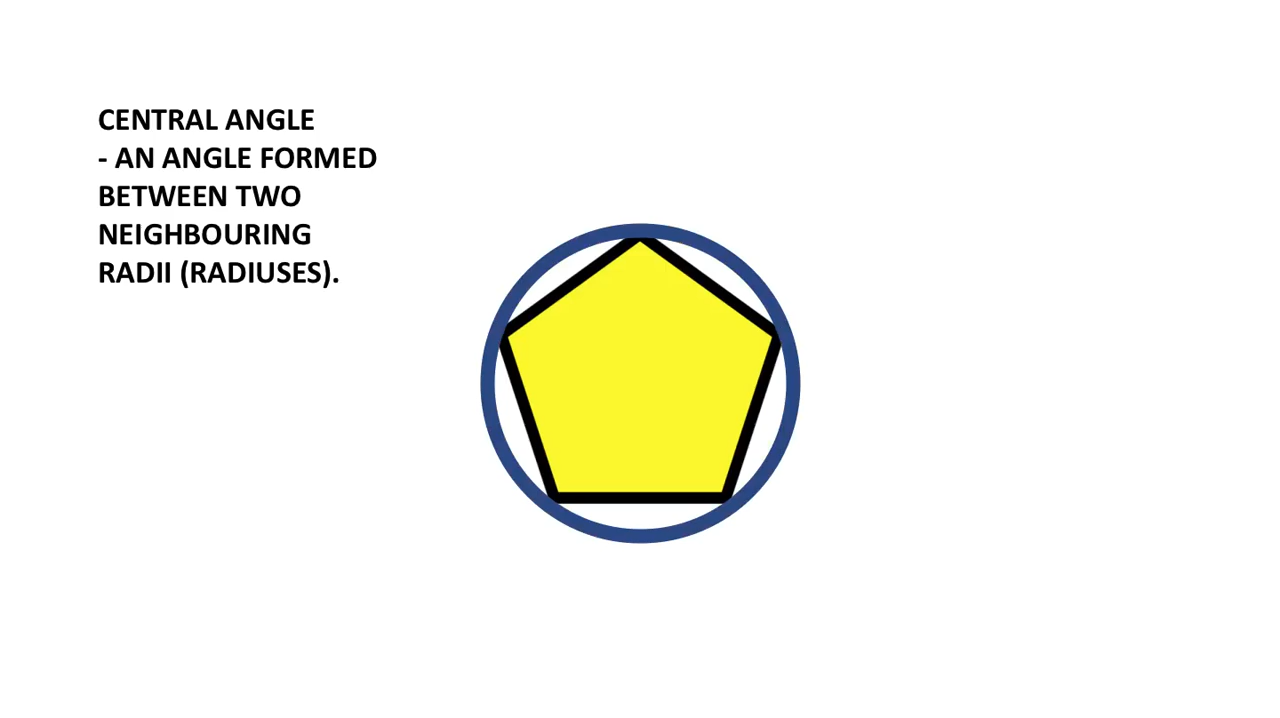 CENTRAL ANGLE
- AN ANGLE FORMED
BETWEEN TWO
NEIGHBOURING
RADII (RADIUSES).